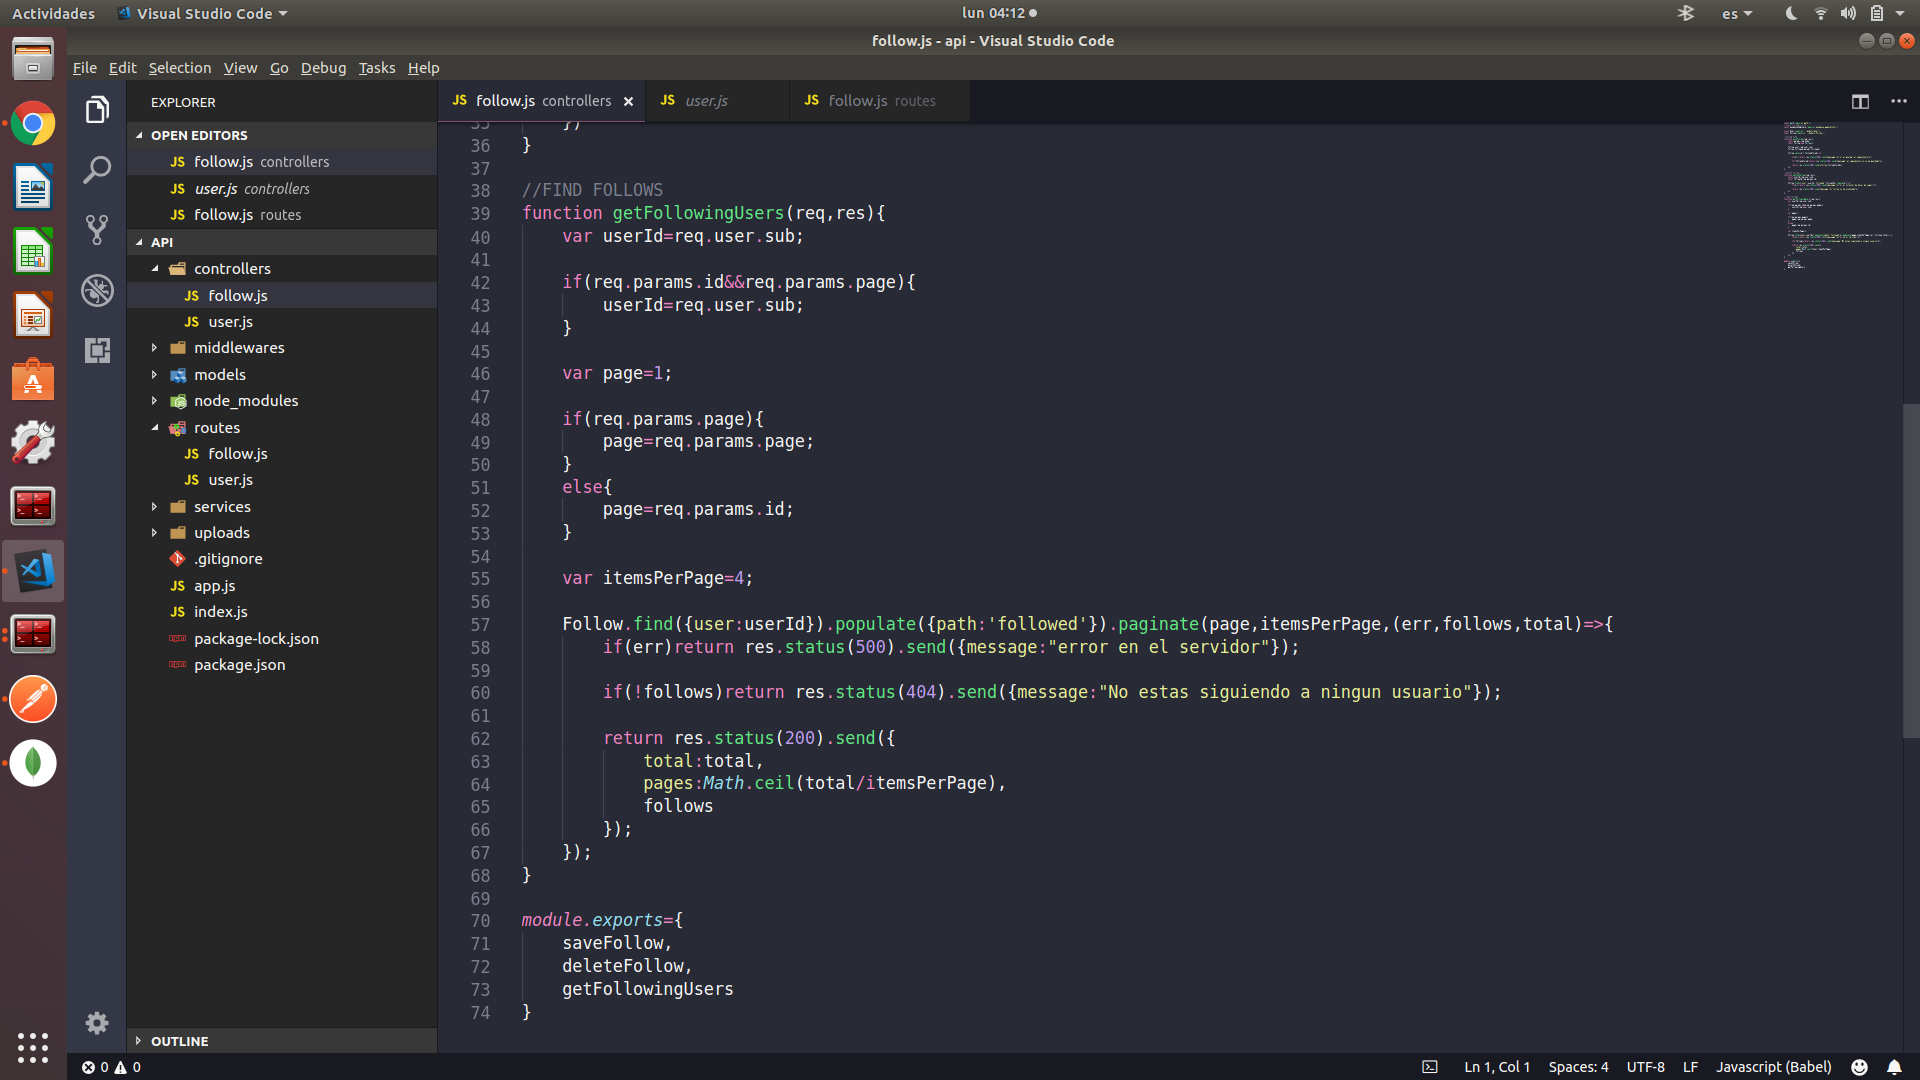 Actividades Visual Studio Code lun 04:12 es
follow.js - api - Visual Studio Code
File Edit Selection View Go Debug Tasks Help
EXPLORER
OPEN EDITORS
JS follow.js controllers
JS user.js controllers
JS follow.js routes
API
controllers
JS follow.js
JS user.js
middlewares
models
node_modules
routes
JS follow.js
JS user.js
services
uploads
.gitignore
JS app.js
JS index.js
package-lock.json
package.json
OUTLINE
JS follow.js controllers × JS user.js JS follow.js routes
35 })
36 }
37
38 //FIND FOLLOWS
39 function getFollowingUsers(req,res){
40 var userId=req.user.sub;
41
42 if(req.params.id&&req.params.page){
43 userId=req.user.sub;
44 }
45
46 var page=1;
47
48 if(req.params.page){
49 page=req.params.page;
50 }
51 else{
52 page=req.params.id;
53 }
54
55 var itemsPerPage=4;
56
57 Follow.find({user:userId}).populate({path:'followed'}).paginate(page,itemsPerPage,(err,follows,total)=>{
58 if(err)return res.status(500).send({message:"error en el servidor"});
59
60 if(!follows)return res.status(404).send({message:"No estas siguiendo a ningun usuario"});
61
62 return res.status(200).send({
63 total:total,
64 pages:Math.ceil(total/itemsPerPage),
65 follows
66 });
67 });
68 }
69
70 module.exports={
71 saveFollow,
72 deleteFollow,
73 getFollowingUsers
74 }
0 0 Ln 1, Col 1 Spaces: 4 UTF-8 LF Javascript (Babel)